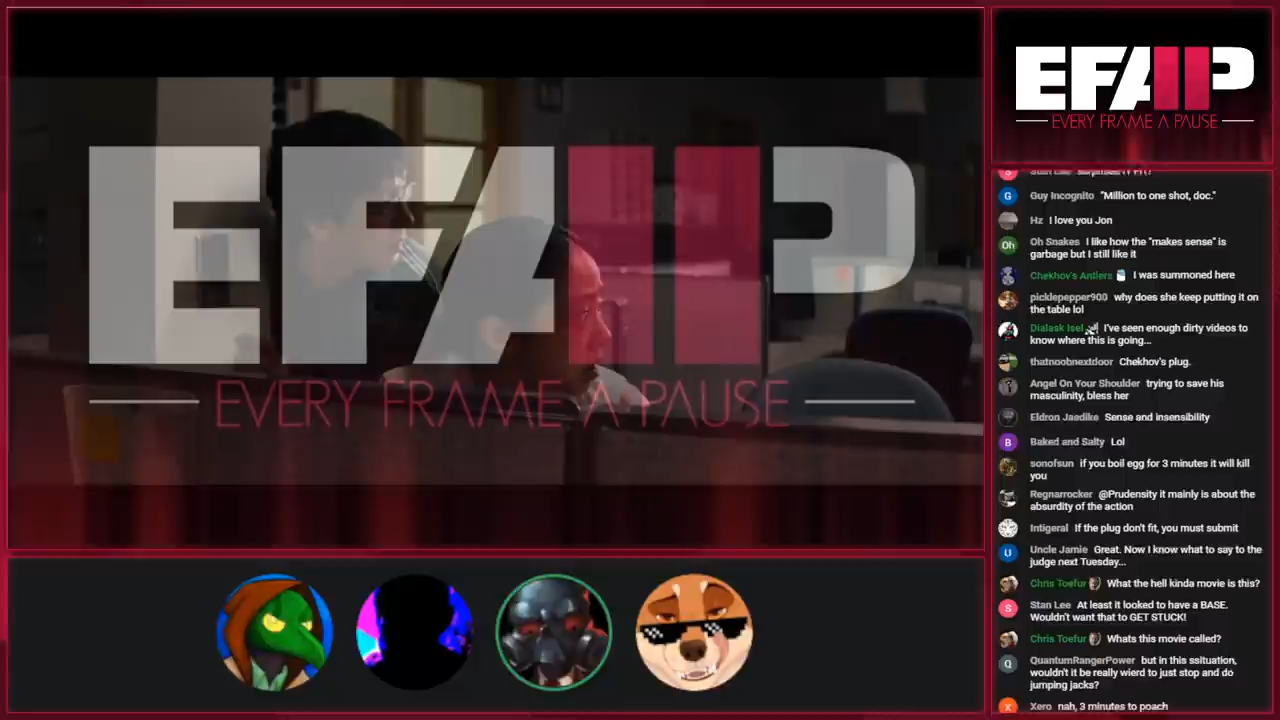 EFAP
EVERY FRAME A PAUSE
EFAP
EVERY FRAME A PAUSE
G Guy Incognito "Million to one shot, doc."
Hz I love you Jon
Oh Oh Snakes I like how the "makes sense" is
garbage but I still like it
Chekhov's Antlers I was summoned here
picklepepper900 why does she keep putting it on
the table lol
Dialask Isel I've seen enough dirty videos to
know where this is going...
thatnoobnextdoor Chekhov's plug.
Angel On Your Shoulder trying to save his
masculinity, bless her
Eldron Jaedike Sense and insensibility
B Baked and Salty Lol
sonofsun if you boil egg for 3 minutes it will kill
you
Regnarrocker @Prudensity it mainly is about the
absurdity of the action
Intigeral If the plug don't fit, you must submit
U Uncle Jamie Great. Now I know what to say to the
judge next Tuesday...
Chris Toefur What the hell kinda movie is this?
S Stan Lee At least it looked to have a BASE.
Wouldn't want that to GET STUCK!
Chris Toefur Whats this movie called?
Q QuantumRangerPower but in this ssituation,
wouldn't it be really wierd to just stop and do
jumping jacks?
X Xero nah, 3 minutes to poach